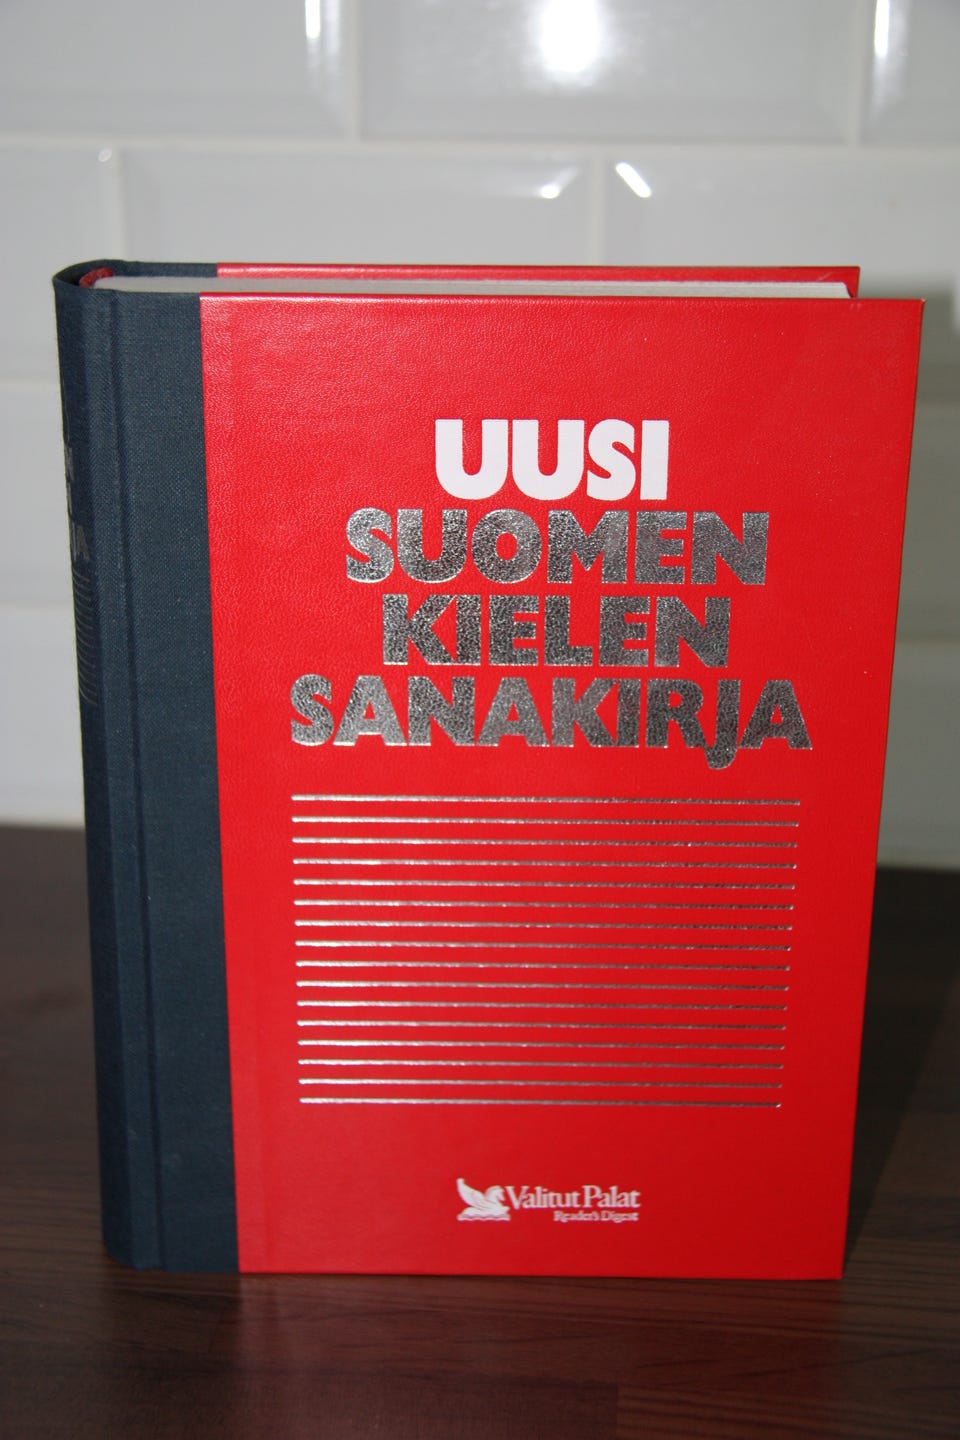 UUSI
SUOMEN
KIELEN
SANAKIRJA
Valitut Palat
Reader's Digest